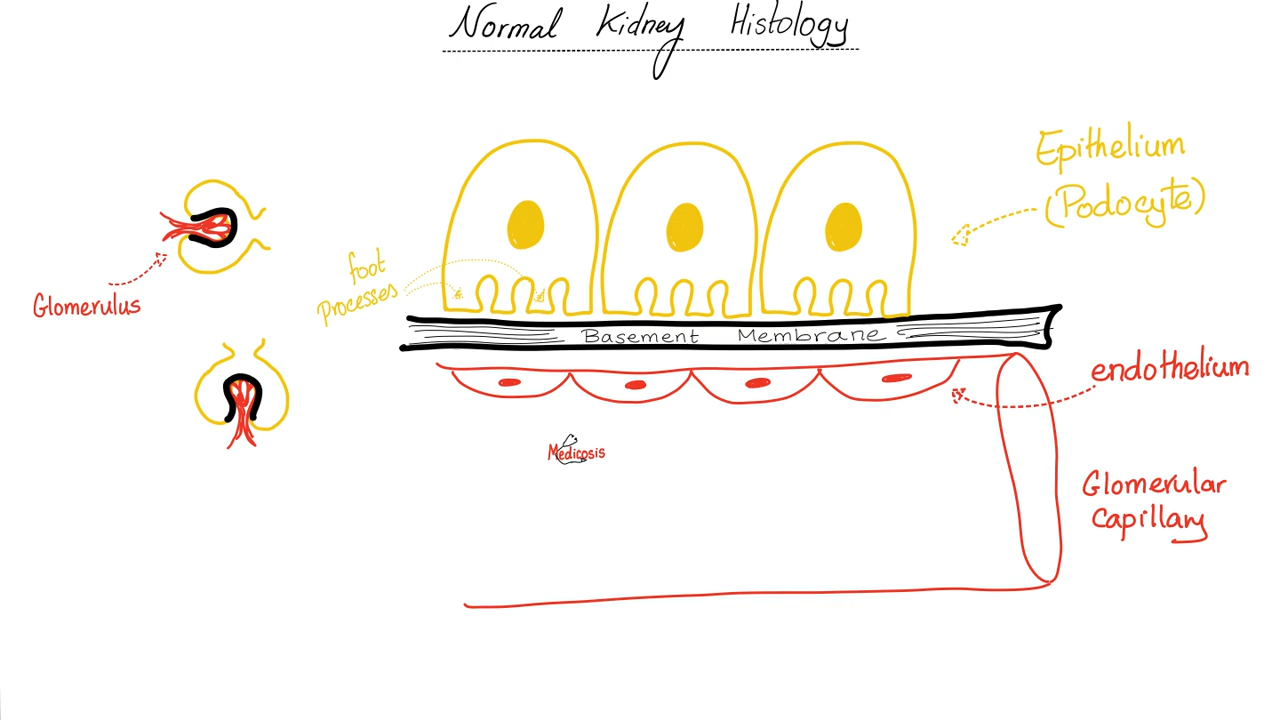 Normal Kidney Histology
Epithelium
(Podocyte)
foot
processes
Glomerulus
Basement Membrane
endothelium
Medicosis
Glomerular
capillary